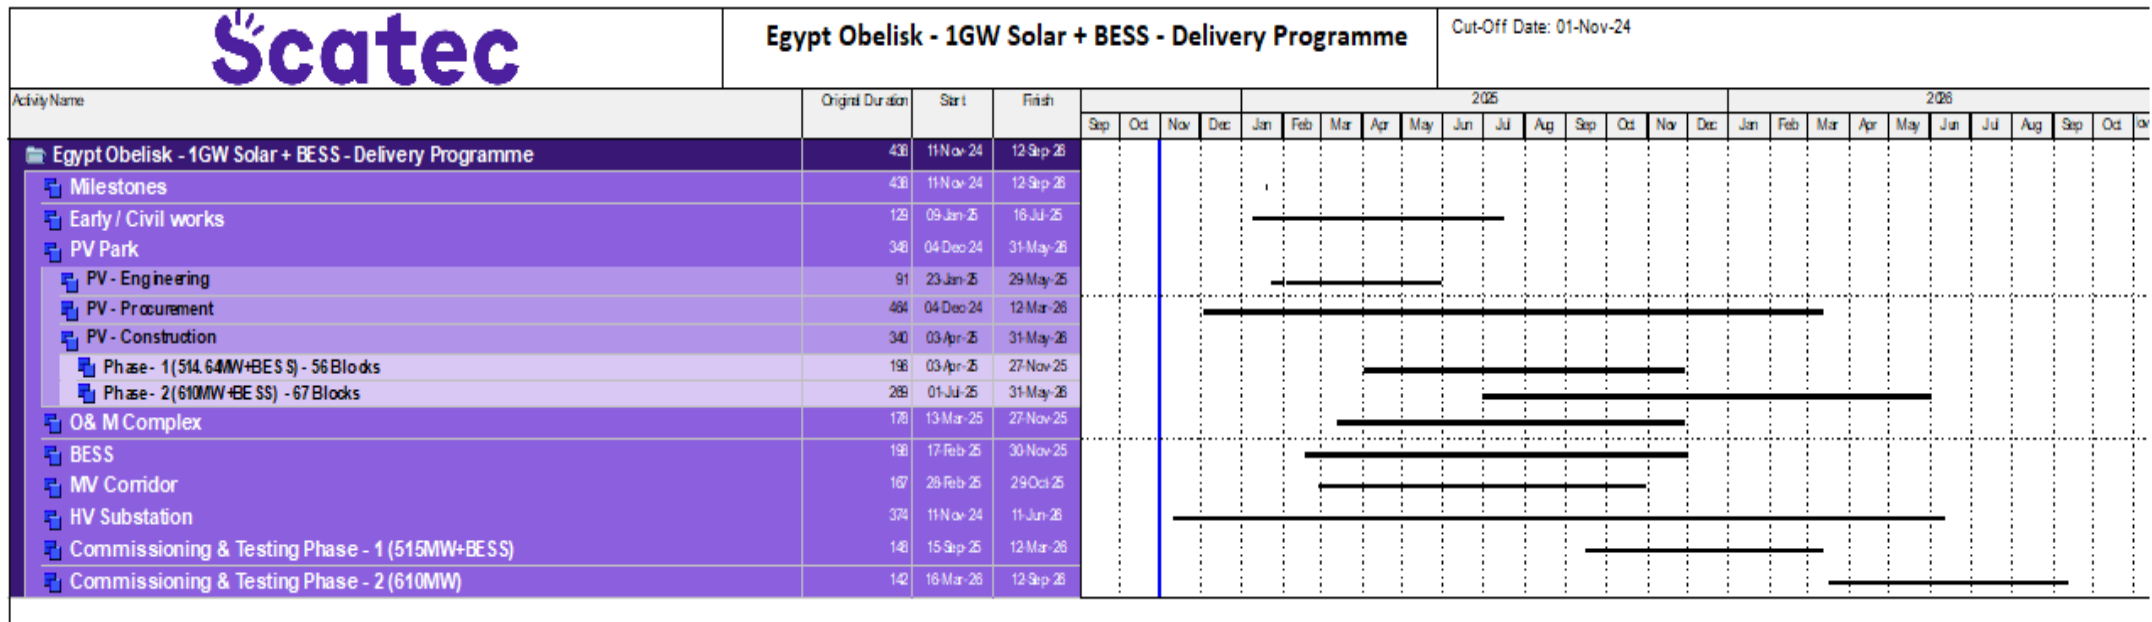 Scatec
Egypt Obelisk - 1GW Solar + BESS - Delivery Programme
Cut-Off Date: 01-Nov-24
Activity Name Original Duration Start Finish 2025 2026
Sep Oct Nov Dec Jan Feb Mar Apr May Jun Jul Aug Sep Oct Nov Dec Jan Feb Mar Apr May Jun Jul Aug Sep Oct
Egypt Obelisk - 1GW Solar + BESS - Delivery Programme 11-Nov-24 12-Sep-26
Milestones 11-Nov-24 12-Sep-26
Early / Civil works 129 09-Jan-25 16-Jul-25
PV Park 348 04-Dec-24 31-May-26
PV - Engineering 91 23-Jan-25 29-May-25
PV - Procurement 464 04-Dec-24 12-Mar-26
PV - Construction 340 03-Apr-25 31-May-26
Phase - 1 (514.64MW+BESS) - 56 Blocks 03-Apr-25 27-Nov-25
Phase - 2 (610MW+BESS) - 67 Blocks 01-Jul-25 31-May-26
O& M Complex 178 13-Mar-25 27-Nov-25
BESS 17-Feb-25 30-Nov-25
MV Corridor 167 28-Feb-25 29-Oct-25
HV Substation 374 11-Nov-24 11-Jun-26
Commissioning & Testing Phase - 1 (515MW+BESS) 15-Sep-25 12-Mar-26
Commissioning & Testing Phase - 2 (610MW) 142 16-Mar-26 12-Sep-26